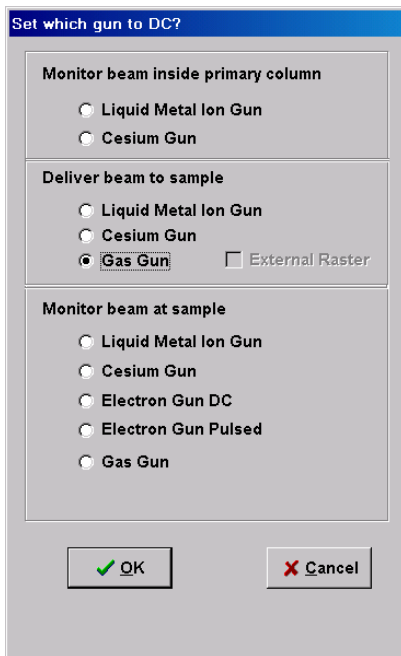 Set which gun to DC?
Monitor beam inside primary column
Liquid Metal Ion Gun
Cesium Gun
Deliver beam to sample
Liquid Metal Ion Gun
Cesium Gun
Gas Gun External Raster
Monitor beam at sample
Liquid Metal Ion Gun
Cesium Gun
Electron Gun DC
Electron Gun Pulsed
Gas Gun
OK Cancel